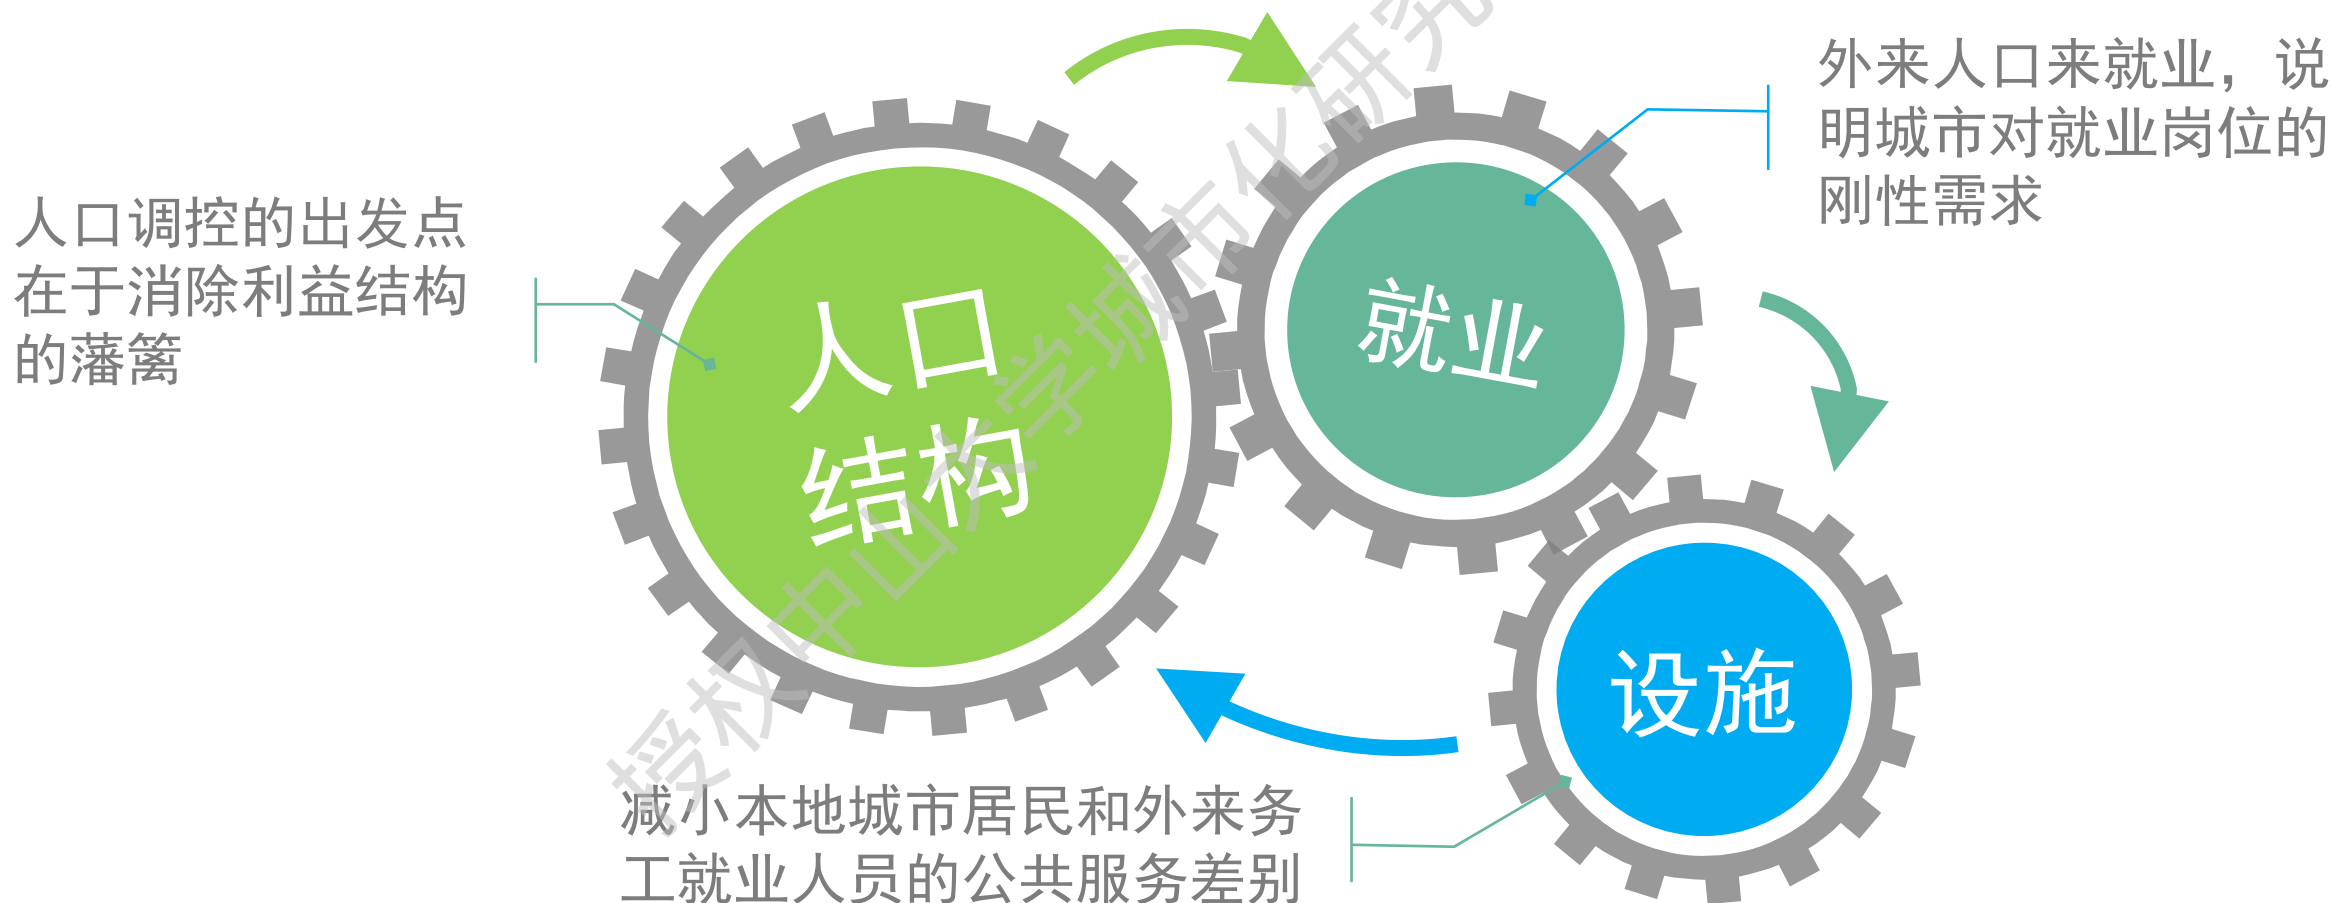 外来人口来就业，说
明城市对就业岗位的
刚性需求
人口调控的出发点
在于消除利益结构
的藩篱
人口
结构
就业
设施
减小本地城市居民和外来务
工就业人员的公共服务差别
授权中山大学城市化研究